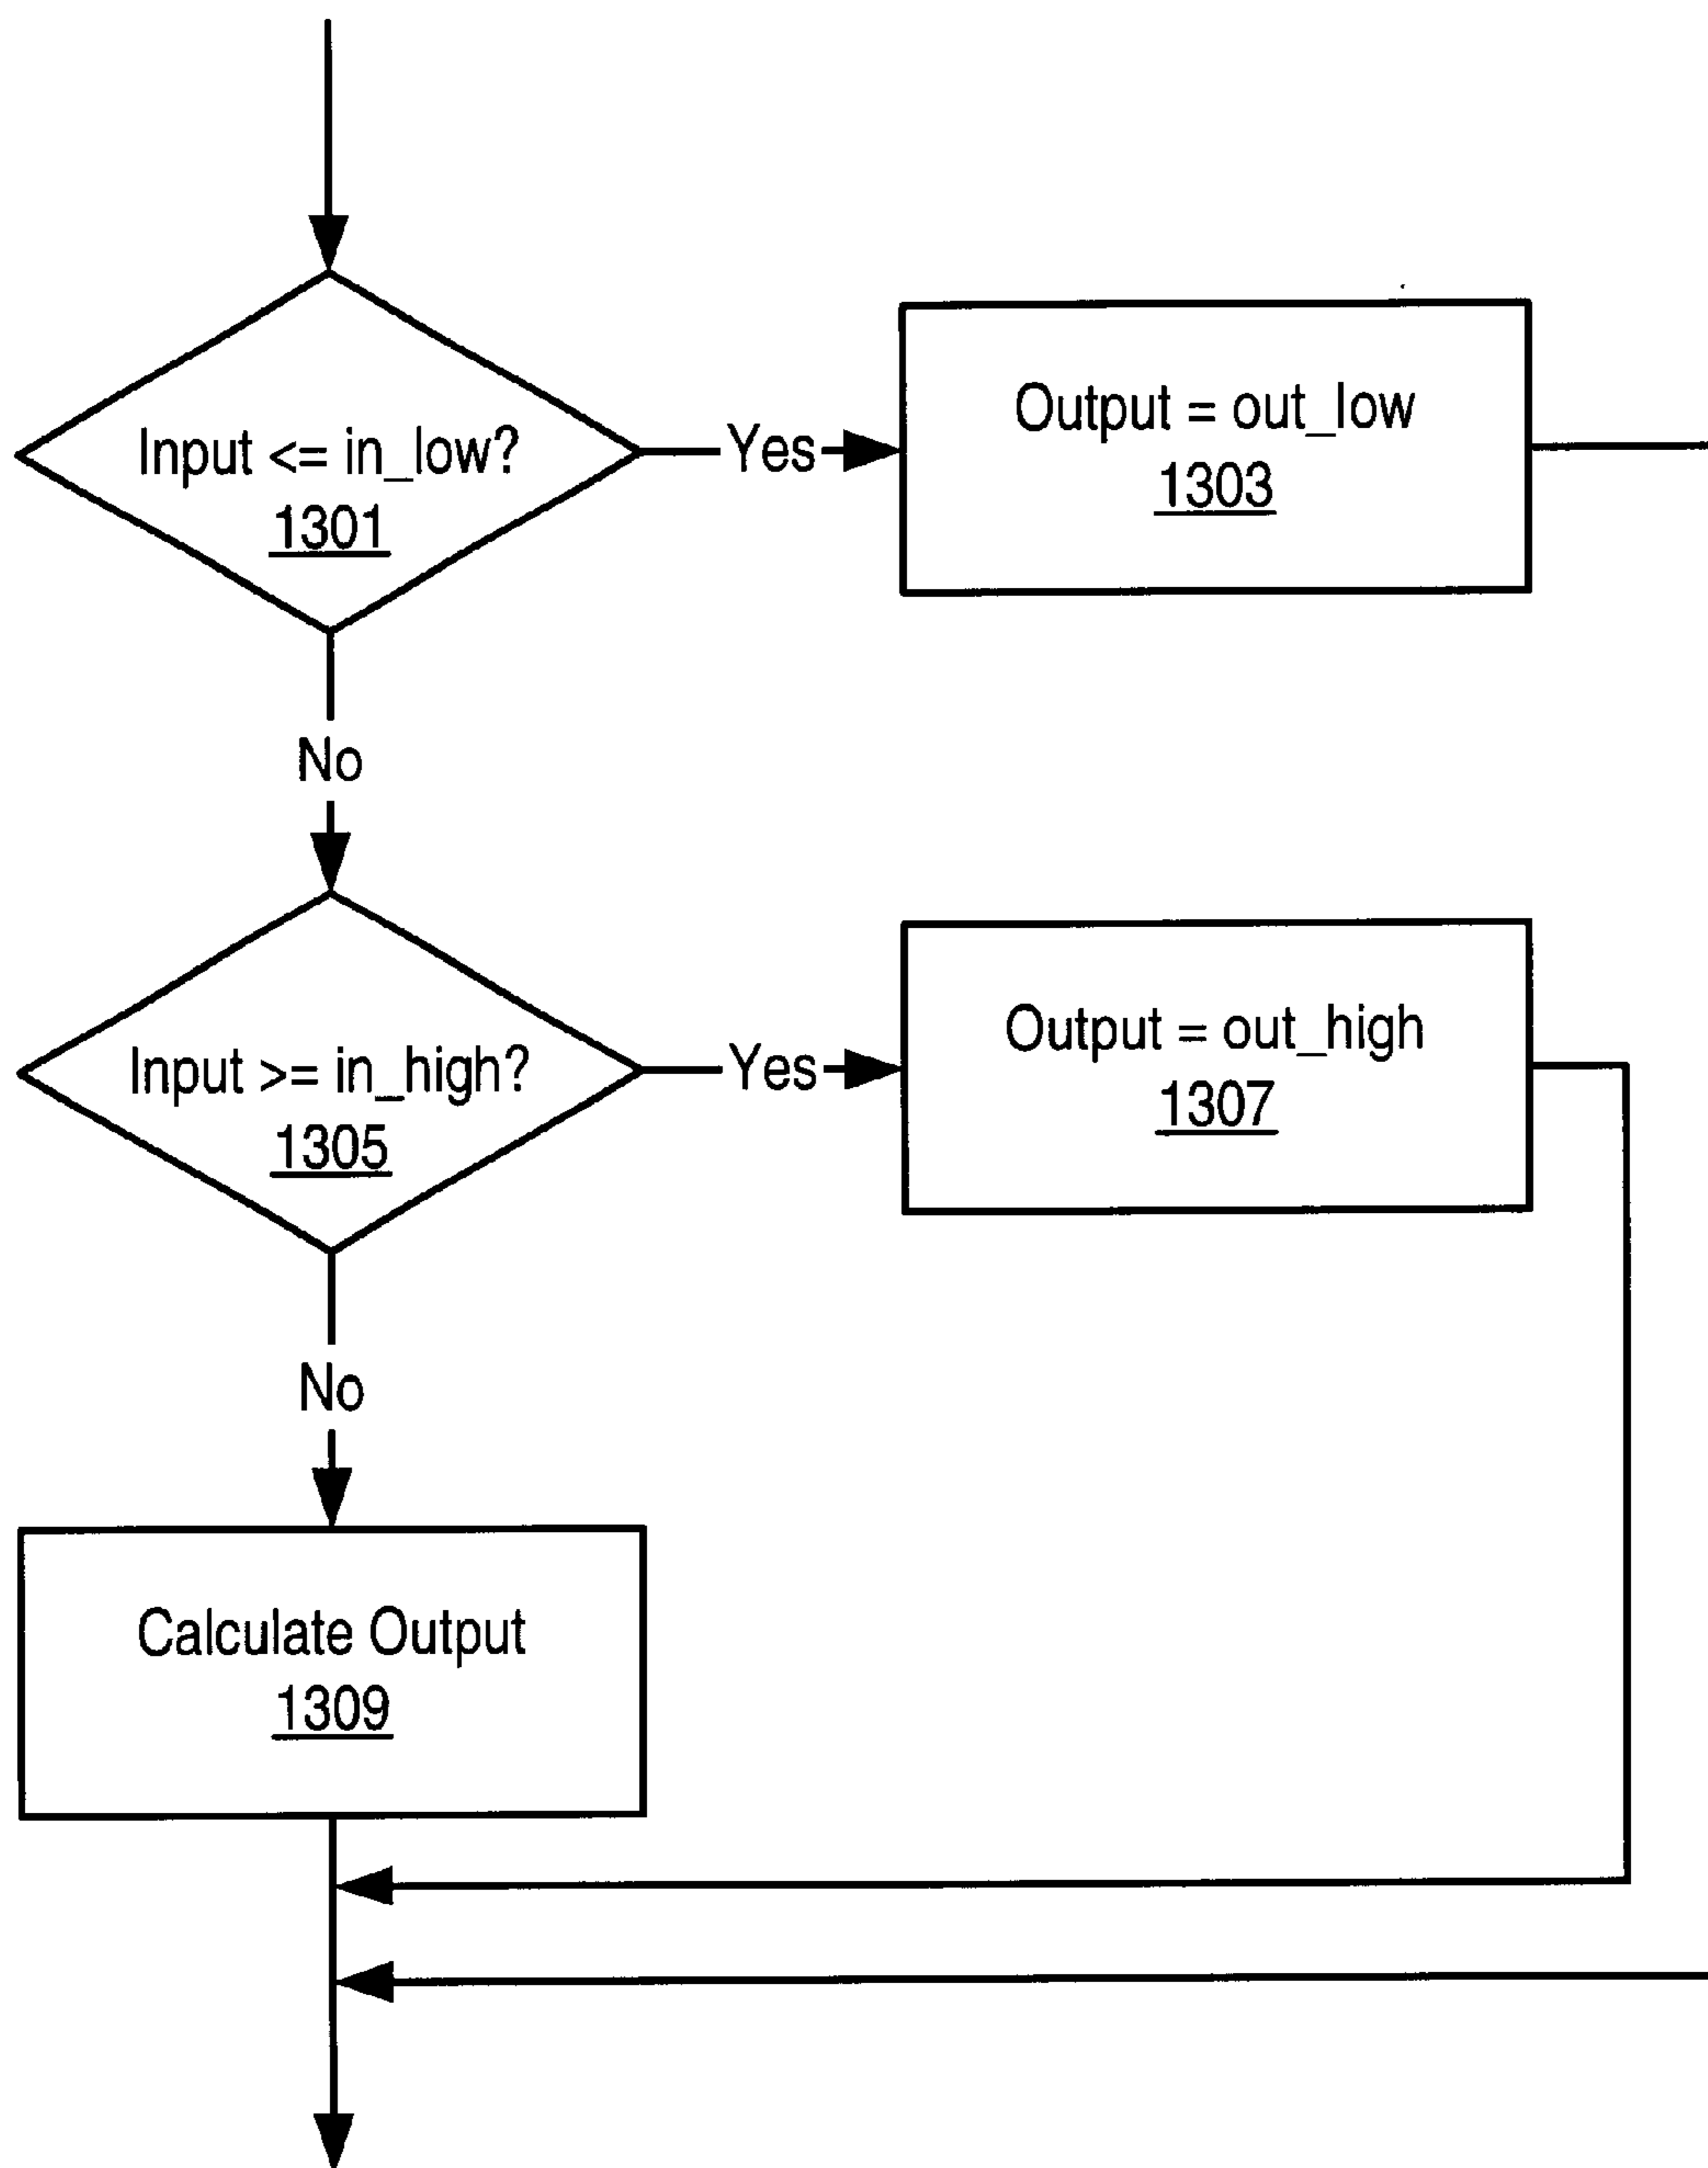 Input <= in_low?
1301
Yes
Output = out_low
1303
No
Input >= in_high?
1305
Yes
Output = out_high
1307
No
Calculate Output
1309